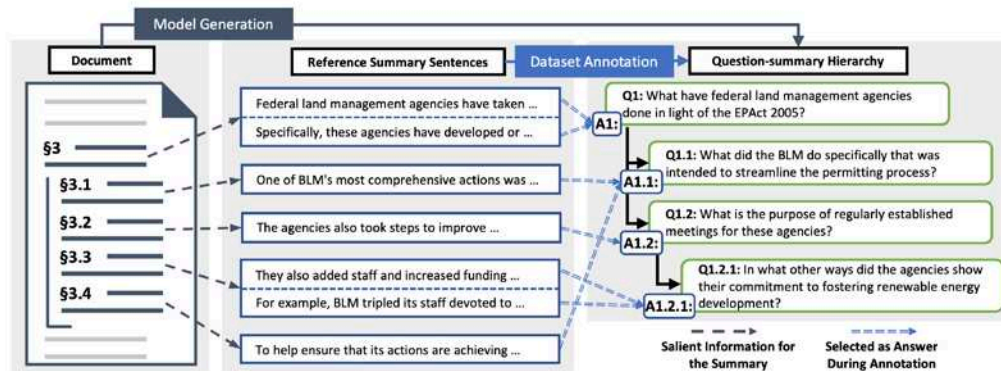 Model Generation
Document
Reference Summary Sentences
Dataset Annotation
Question-summary Hierarchy
§3
§3.1
§3.2
§3.3
§3.4
Federal land management agencies have taken ...
Specifically, these agencies have developed or ...
One of BLM's most comprehensive actions was ...
The agencies also took steps to improve ...
They also added staff and increased funding ...
For example, BLM tripled its staff devoted to ...
To help ensure that its actions are achieving ...
Q1: What have federal land management agencies
done in light of the EPAct 2005?
A1:
Q1.1: What did the BLM do specifically that was
intended to streamline the permitting process?
A1.1:
Q1.2: What is the purpose of regularly established
meetings for these agencies?
A1.2:
Q1.2.1: In what other ways did the agencies show
their commitment to fostering renewable energy
development?
A1.2.1:
Salient Information for
the Summary
Selected as Answer
During Annotation